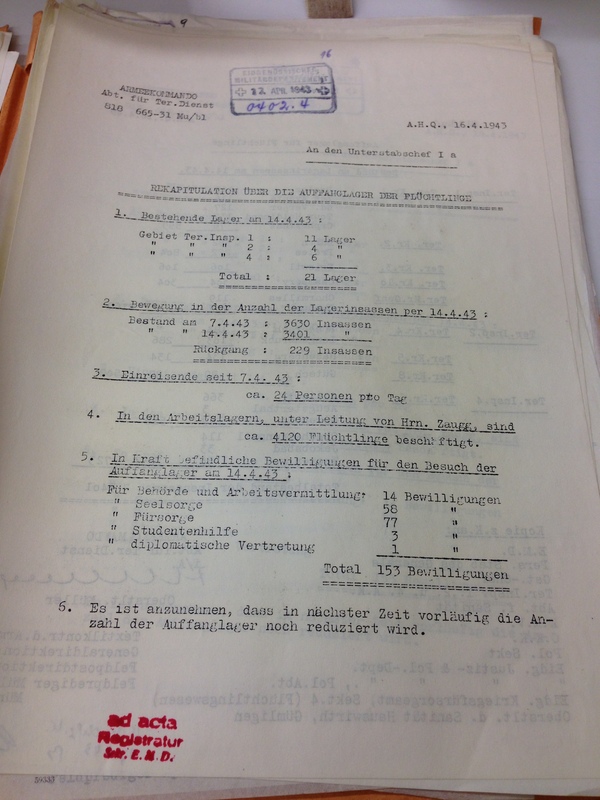 9
16
EIDGENÖSSISCHES
MILITÄRDEPARTEMENT
22. APR. 1943
0402.4
ARMEEKOMMANDO
Abt. für Ter.Dienst
818 665-31 Mu/bl
A.H.Q., 16.4.1943
An den Unterstabschef I a
REKAPITULATION ÜBER DIE AUFFANGLAGER DER FLÜCHTLINGE
1. Bestehende Lager am 14.4.43 :
Gebiet Ter.Insp. 1 : 11 Lager
" " " 2 : 4 "
" " " 4 : 6 "
Total : 21 Lager
2. Bewegung in der Anzahl der Lagerinsassen per 14.4.43 :
Bestand am 7.4.43 : 3630 Insassen
" " 14.4.43 : 3401 "
Rückgang : 229 Insassen
3. Einreisende seit 7.4. 43 :
ca. 24 Personen pro Tag
4. In den Arbeitslagern, unter Leitung von Hrn. Zaugg, sind
ca. 4120 Flüchtlinge beschäftigt.
5. In Kraft befindliche Bewilligungen für den Besuch der
Auffanglager am 14.4.43 :
Für Behörde und Arbeitsvermittlung: 14 Bewilligungen
" Seelsorge 58 "
" Fürsorge 77 "
" Studentenhilfe 3 "
" diplomatische Vertretung 1 "
Total 153 Bewilligungen
6. Es ist anzunehmen, dass in nächster Zeit vorläufig die An-
zahl der Auffanglager noch reduziert wird.
ad acta
Registratur
Sekr. E.M.D.